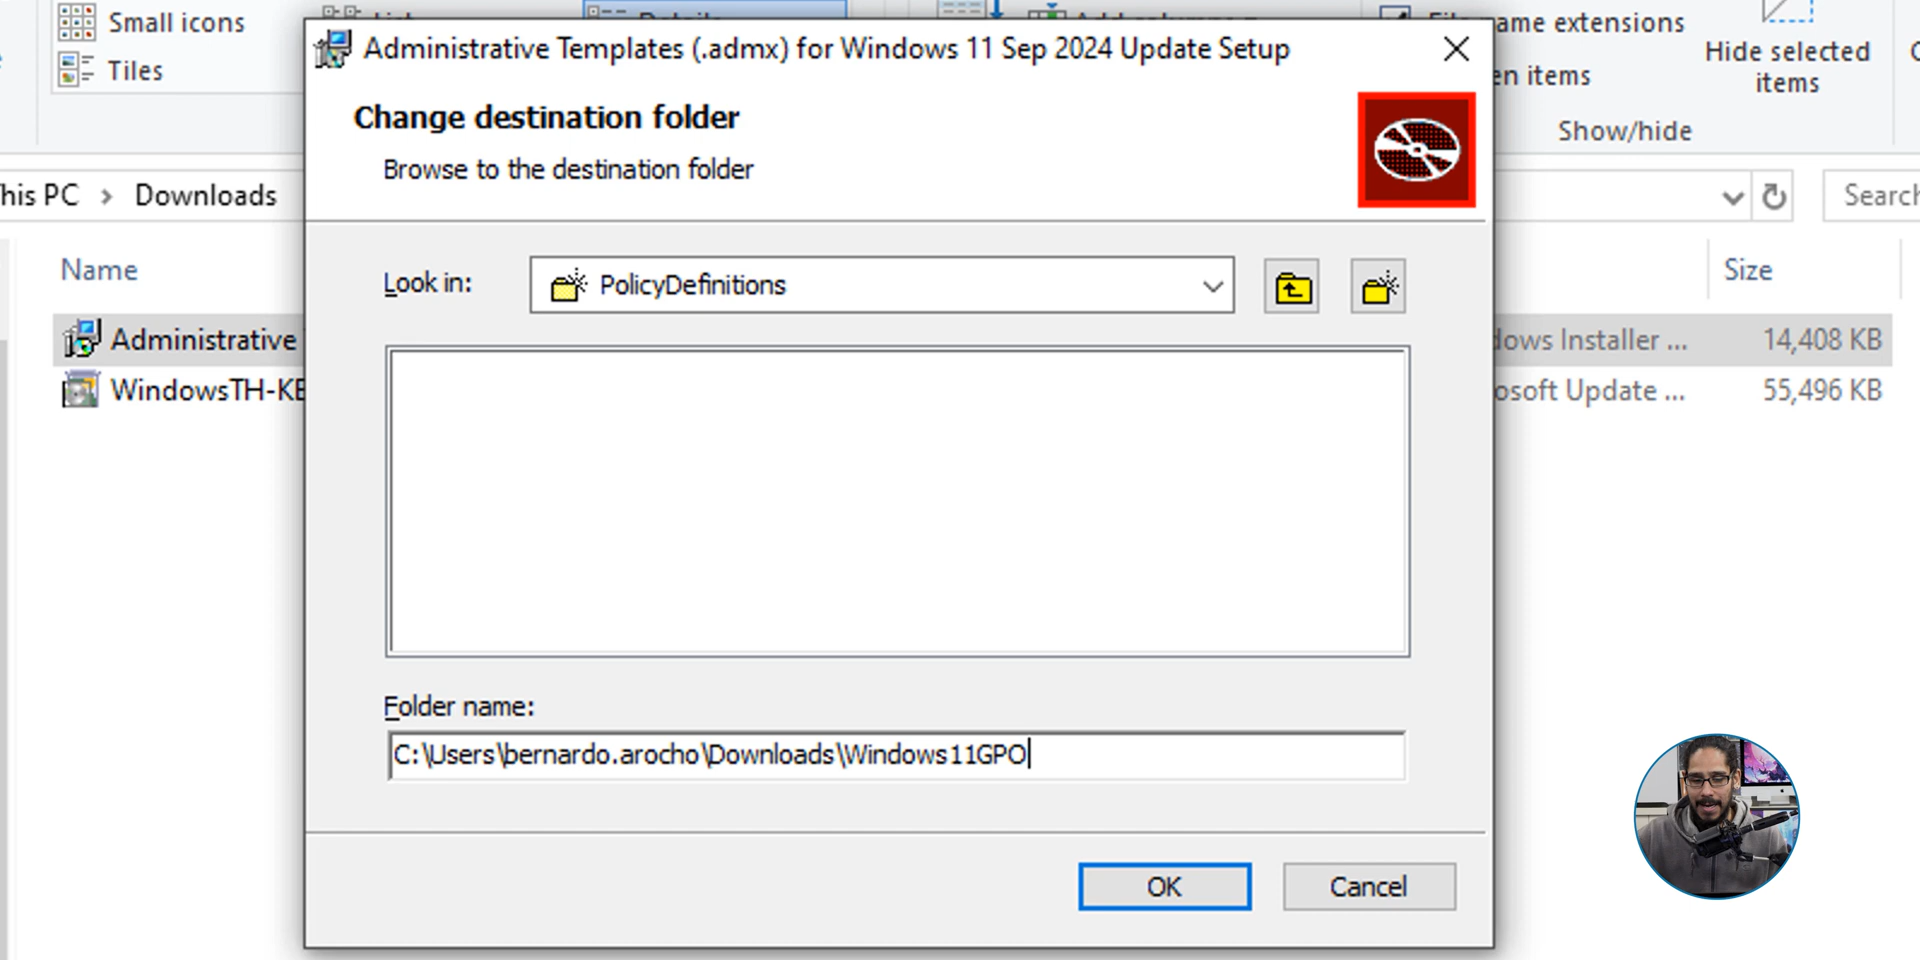 Small icons
Tiles
Administrative Templates (.admx) for Windows 11 Sep 2024 Update Setup
Change destination folder
Browse to the destination folder
ame extensions
en items
Hide selected
items
Show/hide
his PC > Downloads
Search
Name
Size
Look in:
PolicyDefinitions
Administrative
dows Installer ...
14,408 KB
WindowsTH-KB
osoft Update ...
55,496 KB
Folder name:
C:\Users\bernardo.arocho\Downloads\Windows11GPO
OK
Cancel